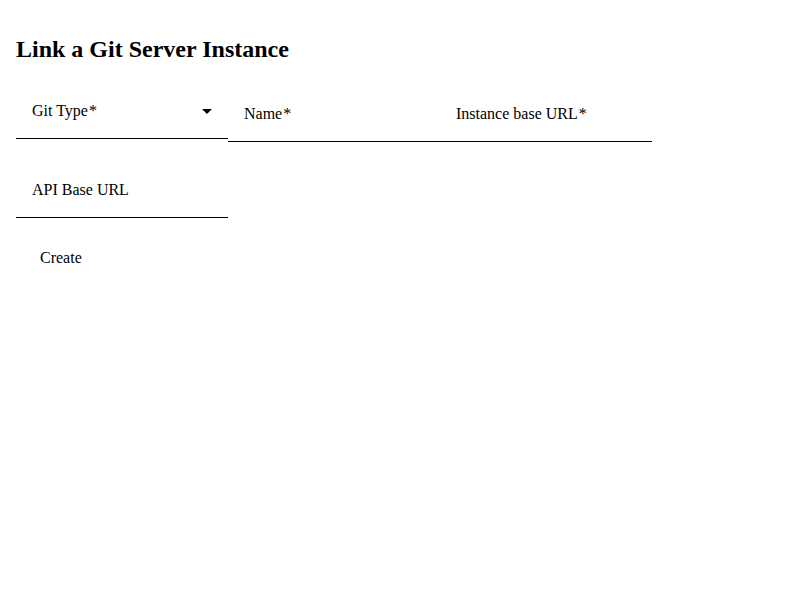 Link a Git Server Instance
Git Type*
Name*
Instance base URL*
API Base URL
Create